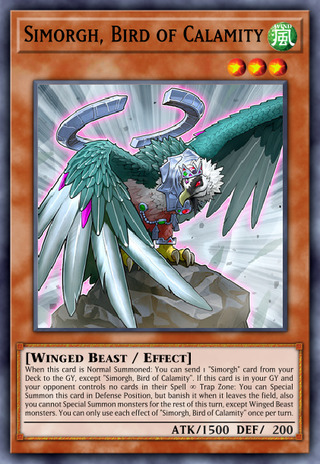 Simorgh, Bird of Calamity
WIND
風
[Winged Beast / Effect]
When this card is Normal Summoned: You can send 1 "Simorgh" card from your
Deck to the GY, except "Simorgh, Bird of Calamity". If this card is in your GY and
your opponent controls no cards in their Spell & Trap Zone: You can Special
Summon this card in Defense Position, but banish it when it leaves the field, also
you cannot Special Summon monsters for the rest of this turn, except Winged Beast
monsters. You can only use each effect of "Simorgh, Bird of Calamity" once per turn.
ATK/1500 DEF/ 200